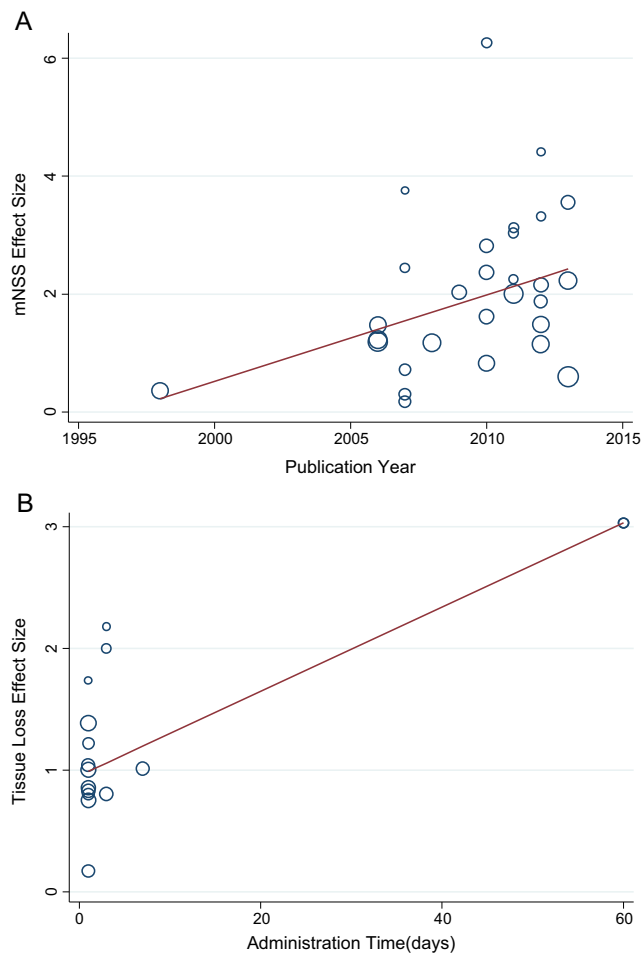 A
mNSS Effect Size
6
4
2
0
1995 2000 2005 2010 2015
Publication Year
B
Tissue Loss Effect Size
3
2
1
0
0 20 40 60
Administration Time(days)